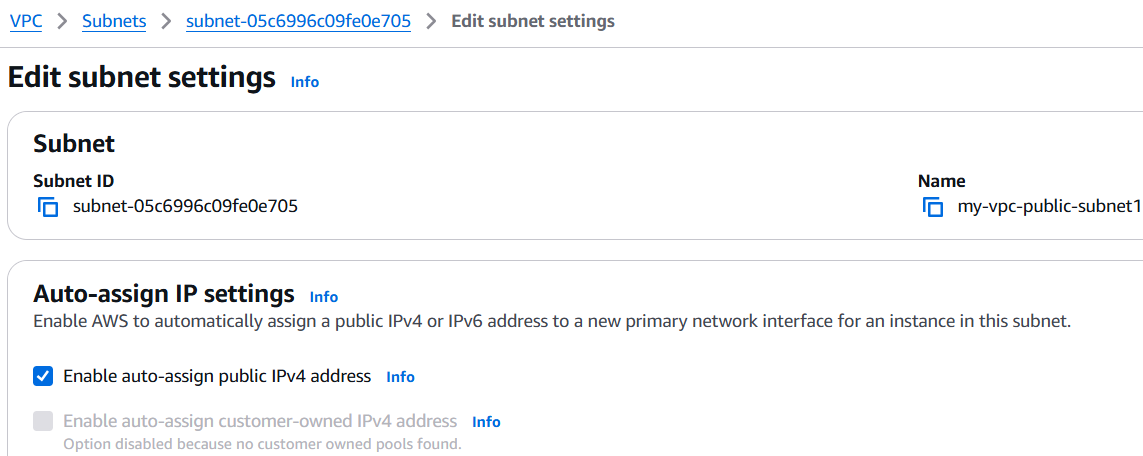 VPC > Subnets > subnet-05c6996c09fe0e705 > Edit subnet settings
Edit subnet settings Info
Subnet
Subnet ID Name
subnet-05c6996c09fe0e705 my-vpc-public-subnet1
Auto-assign IP settings Info
Enable AWS to automatically assign a public IPv4 or IPv6 address to a new primary network interface for an instance in this subnet.
Enable auto-assign public IPv4 address Info
Enable auto-assign customer-owned IPv4 address Info
Option disabled because no customer owned pools found.